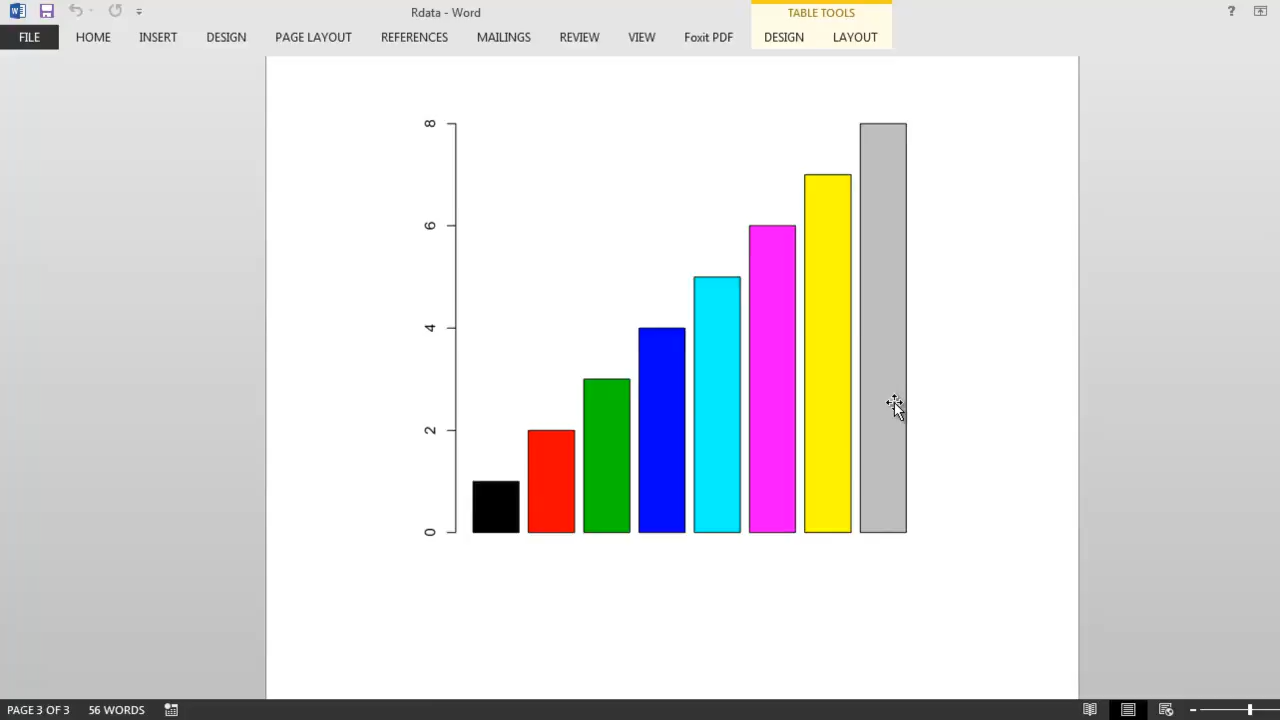 Rdata - Word
TABLE TOOLS
?
FILE HOME INSERT DESIGN PAGE LAYOUT REFERENCES MAILINGS REVIEW VIEW Foxit PDF DESIGN LAYOUT
8
6
4
2
0
PAGE 3 OF 3 56 WORDS